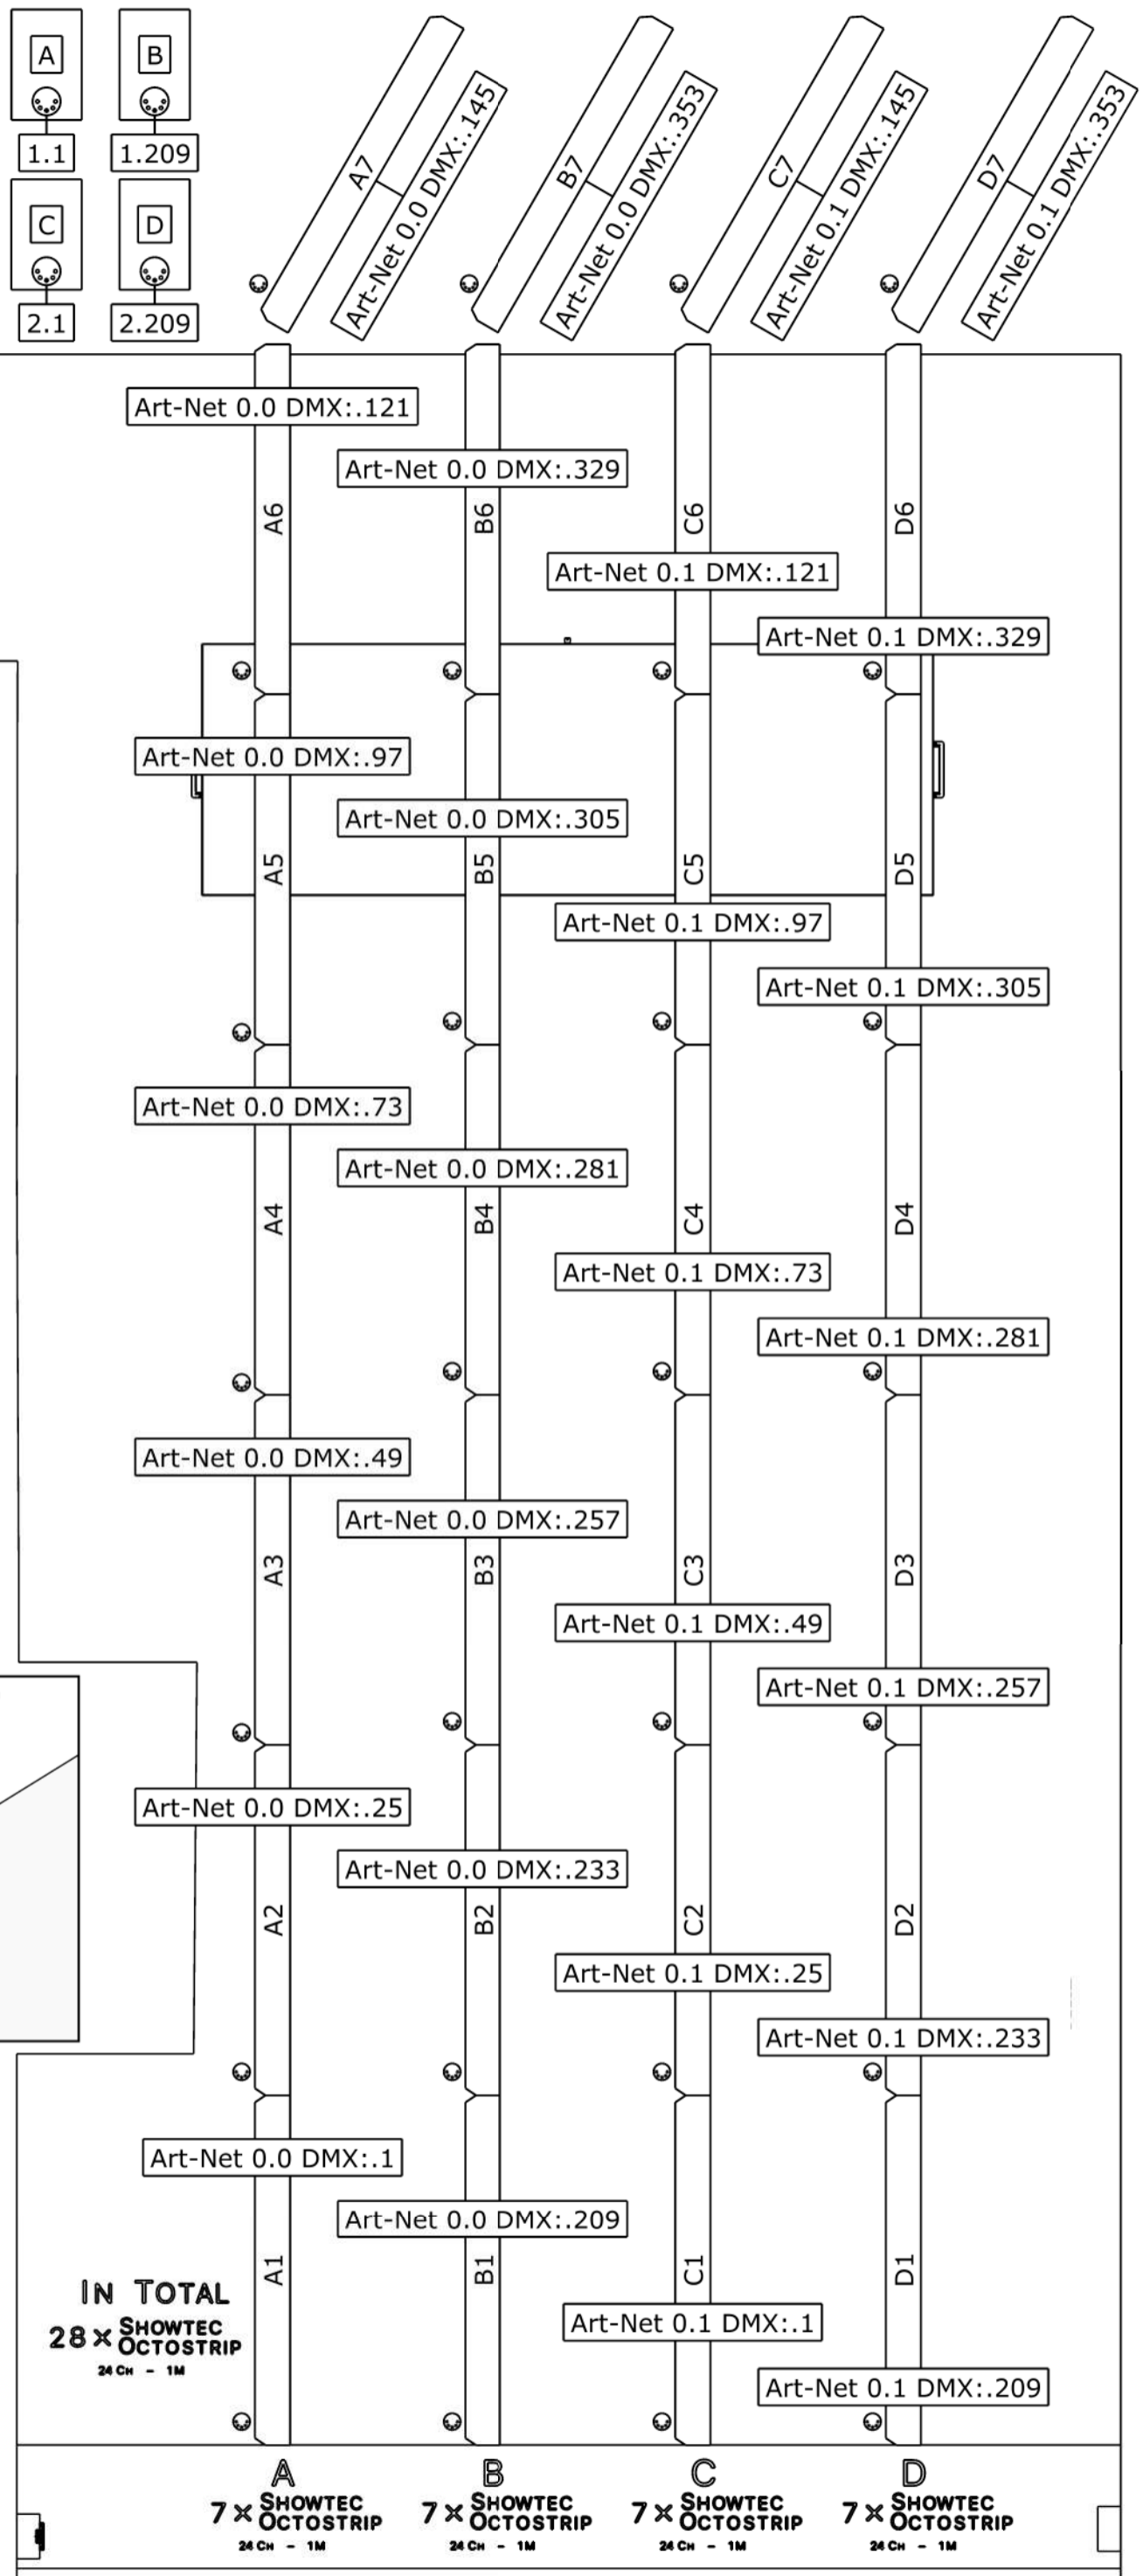 A
B
1.1
1.209
C
D
2.1
2.209
A7
Art-Net 0.0 DMX:.145
B7
Art-Net 0.0 DMX:.353
C7
Art-Net 0.1 DMX:.145
D7
Art-Net 0.1 DMX:.353
Art-Net 0.0 DMX:.121
Art-Net 0.0 DMX:.329
A6
B6
C6
D6
Art-Net 0.1 DMX:.121
Art-Net 0.1 DMX:.329
Art-Net 0.0 DMX:.97
Art-Net 0.0 DMX:.305
A5
B5
C5
D5
Art-Net 0.1 DMX:.97
Art-Net 0.1 DMX:.305
Art-Net 0.0 DMX:.73
Art-Net 0.0 DMX:.281
A4
B4
C4
D4
Art-Net 0.1 DMX:.73
Art-Net 0.1 DMX:.281
Art-Net 0.0 DMX:.49
Art-Net 0.0 DMX:.257
A3
B3
C3
D3
Art-Net 0.1 DMX:.49
Art-Net 0.1 DMX:.257
Art-Net 0.0 DMX:.25
Art-Net 0.0 DMX:.233
A2
B2
C2
D2
Art-Net 0.1 DMX:.25
Art-Net 0.1 DMX:.233
Art-Net 0.0 DMX:.1
Art-Net 0.0 DMX:.209
A1
B1
C1
D1
Art-Net 0.1 DMX:.1
Art-Net 0.1 DMX:.209
IN TOTAL
28 x SHOWTEC
OCTOSTRIP
24 CH - 1M
A
7 x SHOWTEC
OCTOSTRIP
24 CH - 1M
B
7 x SHOWTEC
OCTOSTRIP
24 CH - 1M
C
7 x SHOWTEC
OCTOSTRIP
24 CH - 1M
D
7 x SHOWTEC
OCTOSTRIP
24 CH - 1M